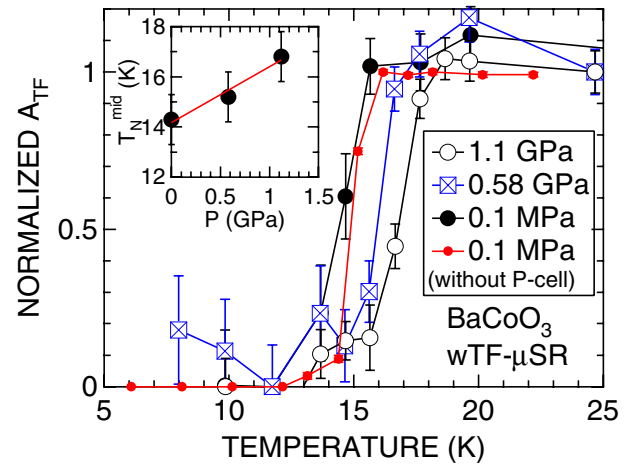 NORMALIZED A_TF
1
0.5
0
5
10
15
20
25
TEMPERATURE (K)
T_N^mid (K)
18
16
14
12
0
0.5
1
1.5
P (GPa)
1.1 GPa
0.58 GPa
0.1 MPa
0.1 MPa
(without P-cell)
BaCoO₃
wTF-μSR